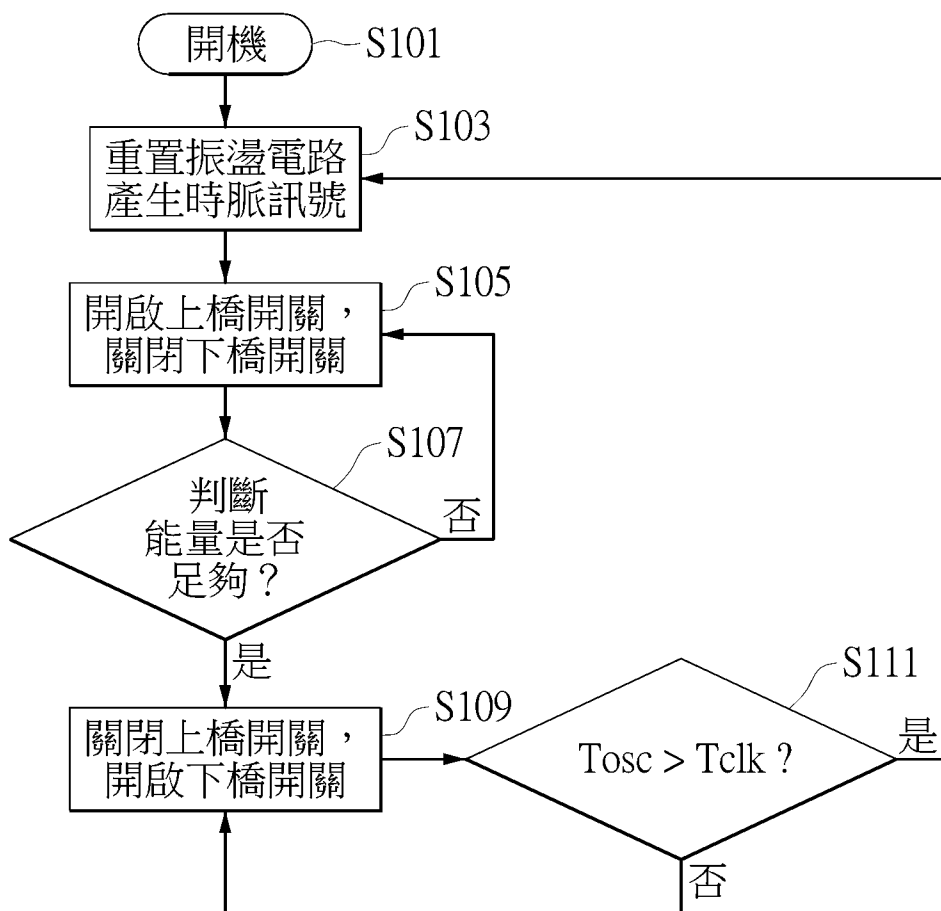 開機
S101
S103
重置振盪電路
產生時脈訊號
S105
開啟上橋開關，
關閉下橋開關
S107
判斷
能量是否
足夠？
否
是
S109
關閉上橋開關，
開啟下橋開關
S111
Tosc > Tclk？
是
否